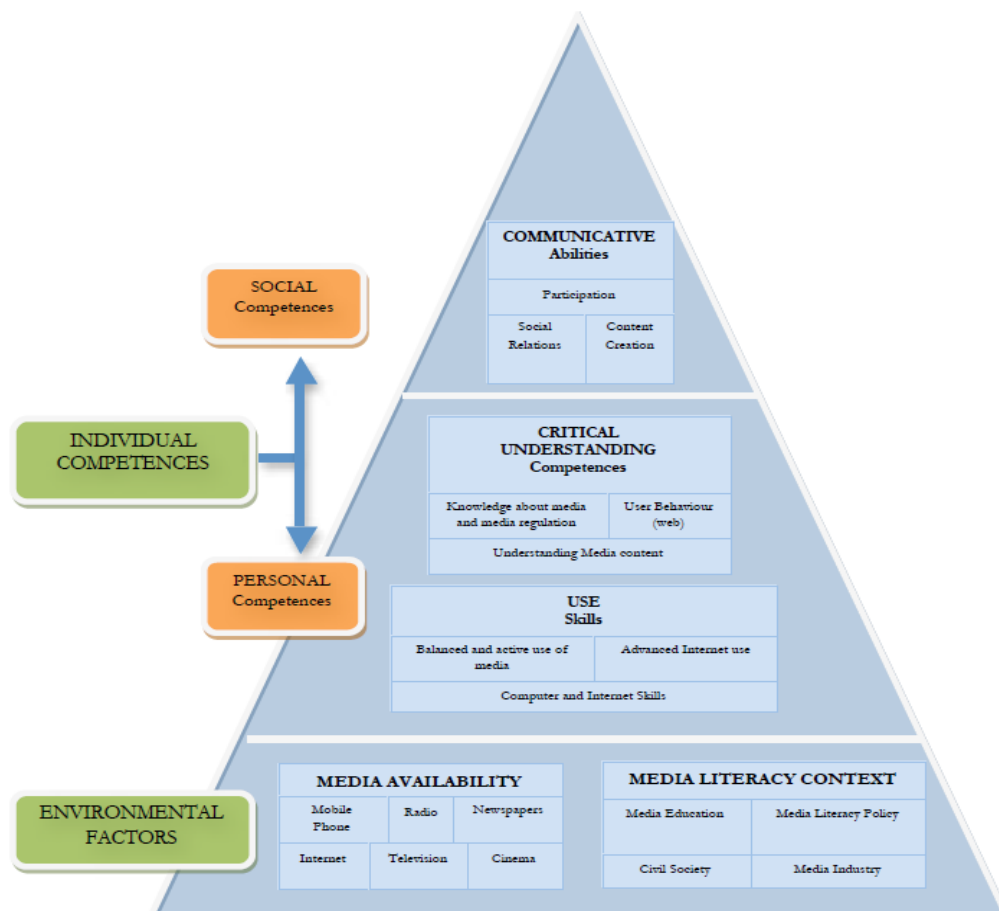 COMMUNICATIVE
Abilities
Participation
Social
Relations
Content
Creation
SOCIAL
Competences
INDIVIDUAL
COMPETENCES
PERSONAL
Competences
CRITICAL
UNDERSTANDING
Competences
Knowledge about media
and media regulation
User Behaviour
(web)
Understanding Media content
USE
Skills
Balanced and active use of
media
Advanced Internet use
Computer and Internet Skills
ENVIRONMENTAL
FACTORS
MEDIA AVAILABILITY
Mobile
Phone
Radio
Newspapers
Internet
Television
Cinema
MEDIA LITERACY CONTEXT
Media Education
Media Literacy Policy
Civil Society
Media Industry